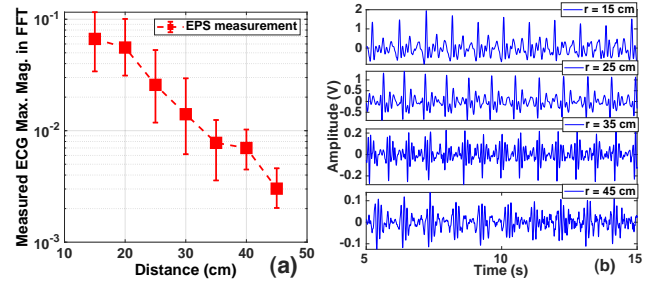 Measured ECG Max. Mag. in FFT
10⁻¹
10⁻²
10⁻³
EPS measurement
10
20
30
40
50
Distance (cm)
(a)
Amplitude (V)
2
1
0
r = 15 cm
1
0
-0.5
r = 25 cm
0.2
0
-0.2
r = 35 cm
0.1
0
-0.1
r = 45 cm
5
10
15
Time (s)
(b)